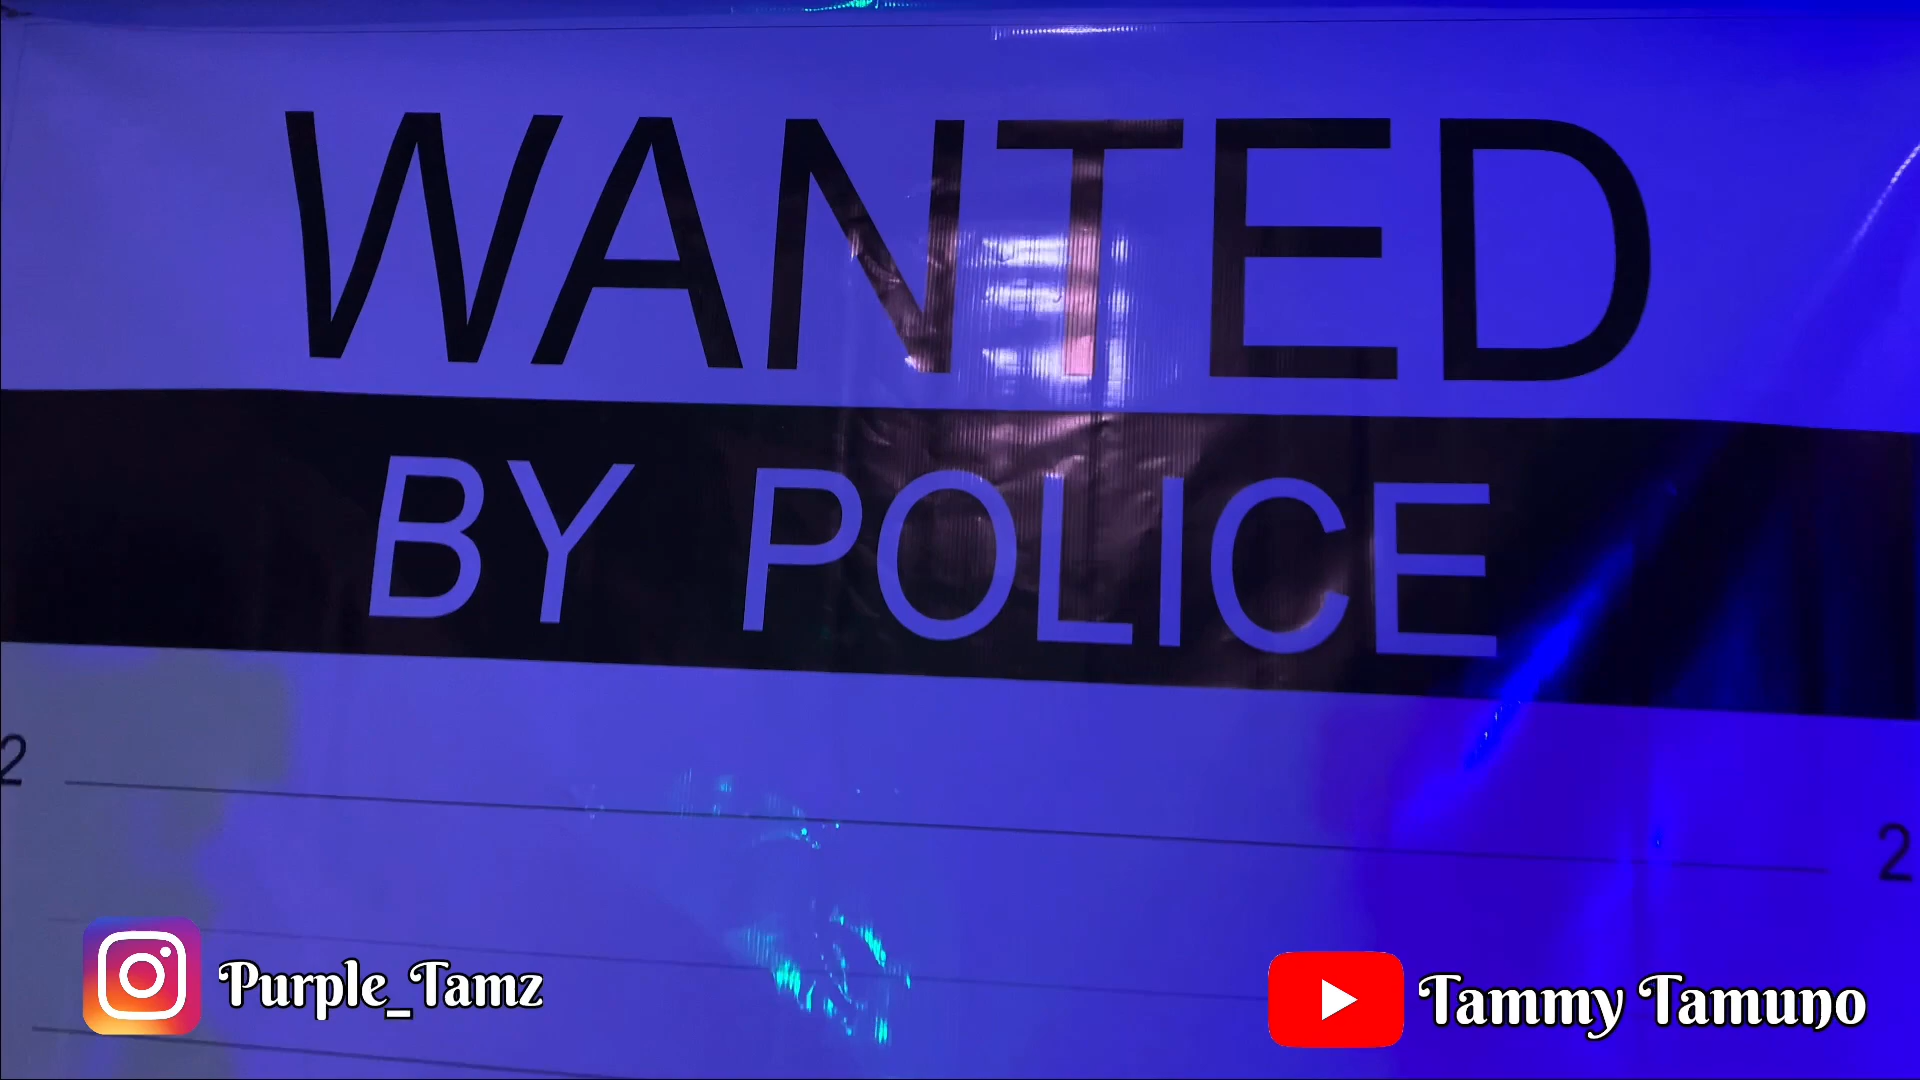 WANTED
BY POLICE
2
2
Purple_Tamz
Tammy Tamuno